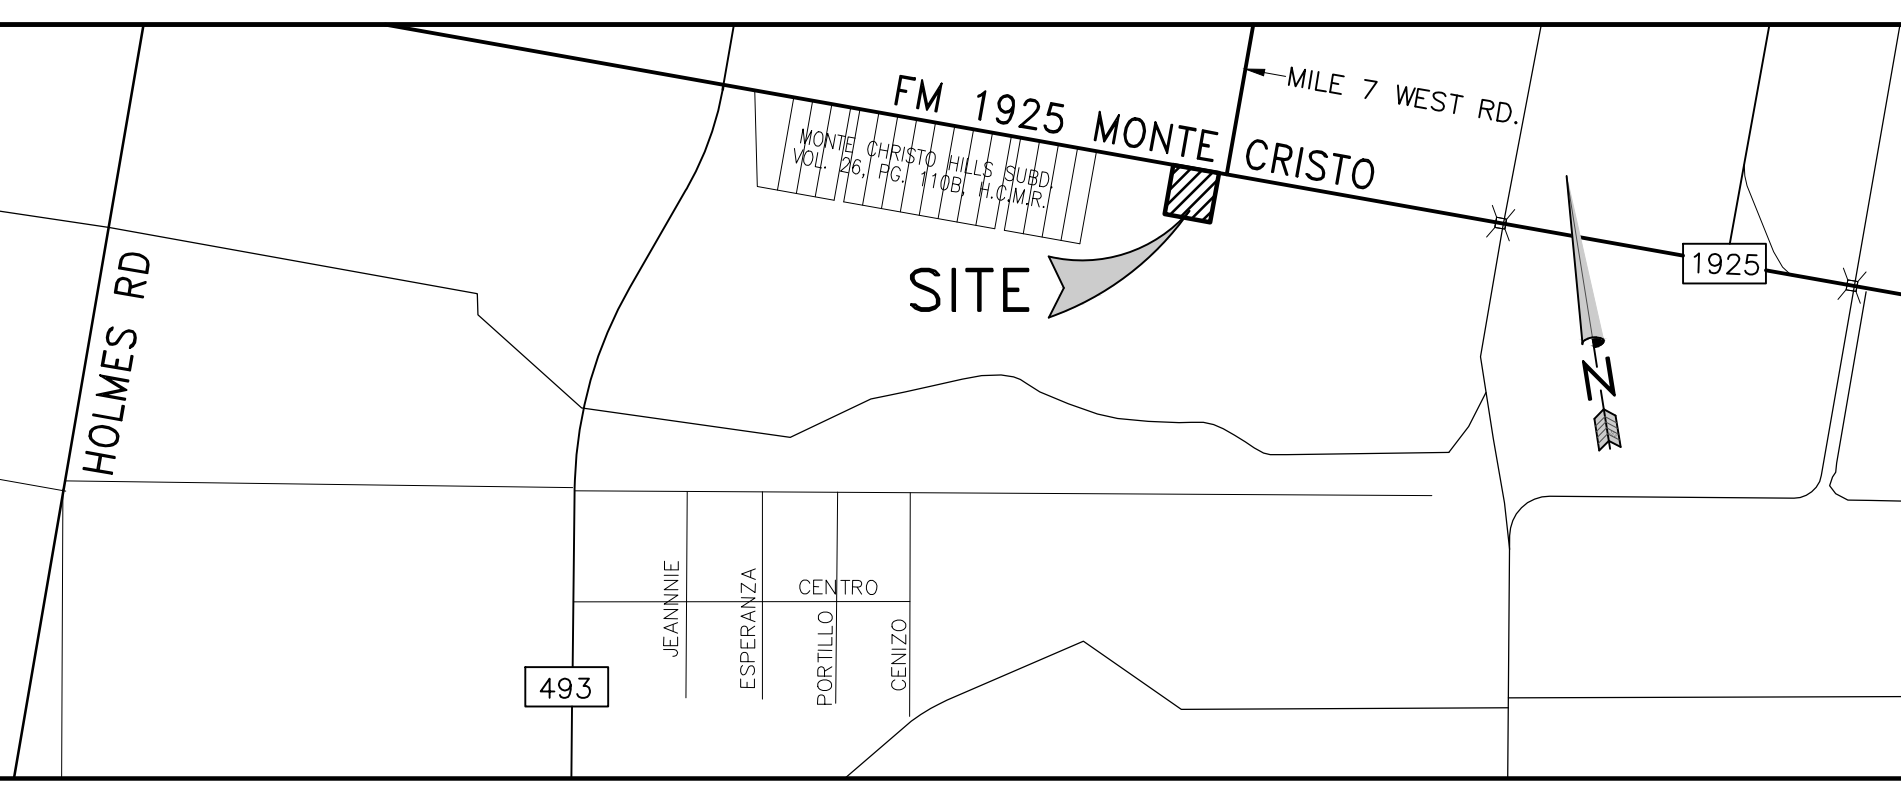 FM 1925 MONTE CRISTO
MILE 7 WEST RD.
MONTE CHRISTO HILLS SUBD.
VOL. 26, PG. 110B, H.C.M.R.
SITE
1925
HOLMES RD
N
JEANNNIE
ESPERANZA
CENTRO
PORTILLO
CENIZO
493